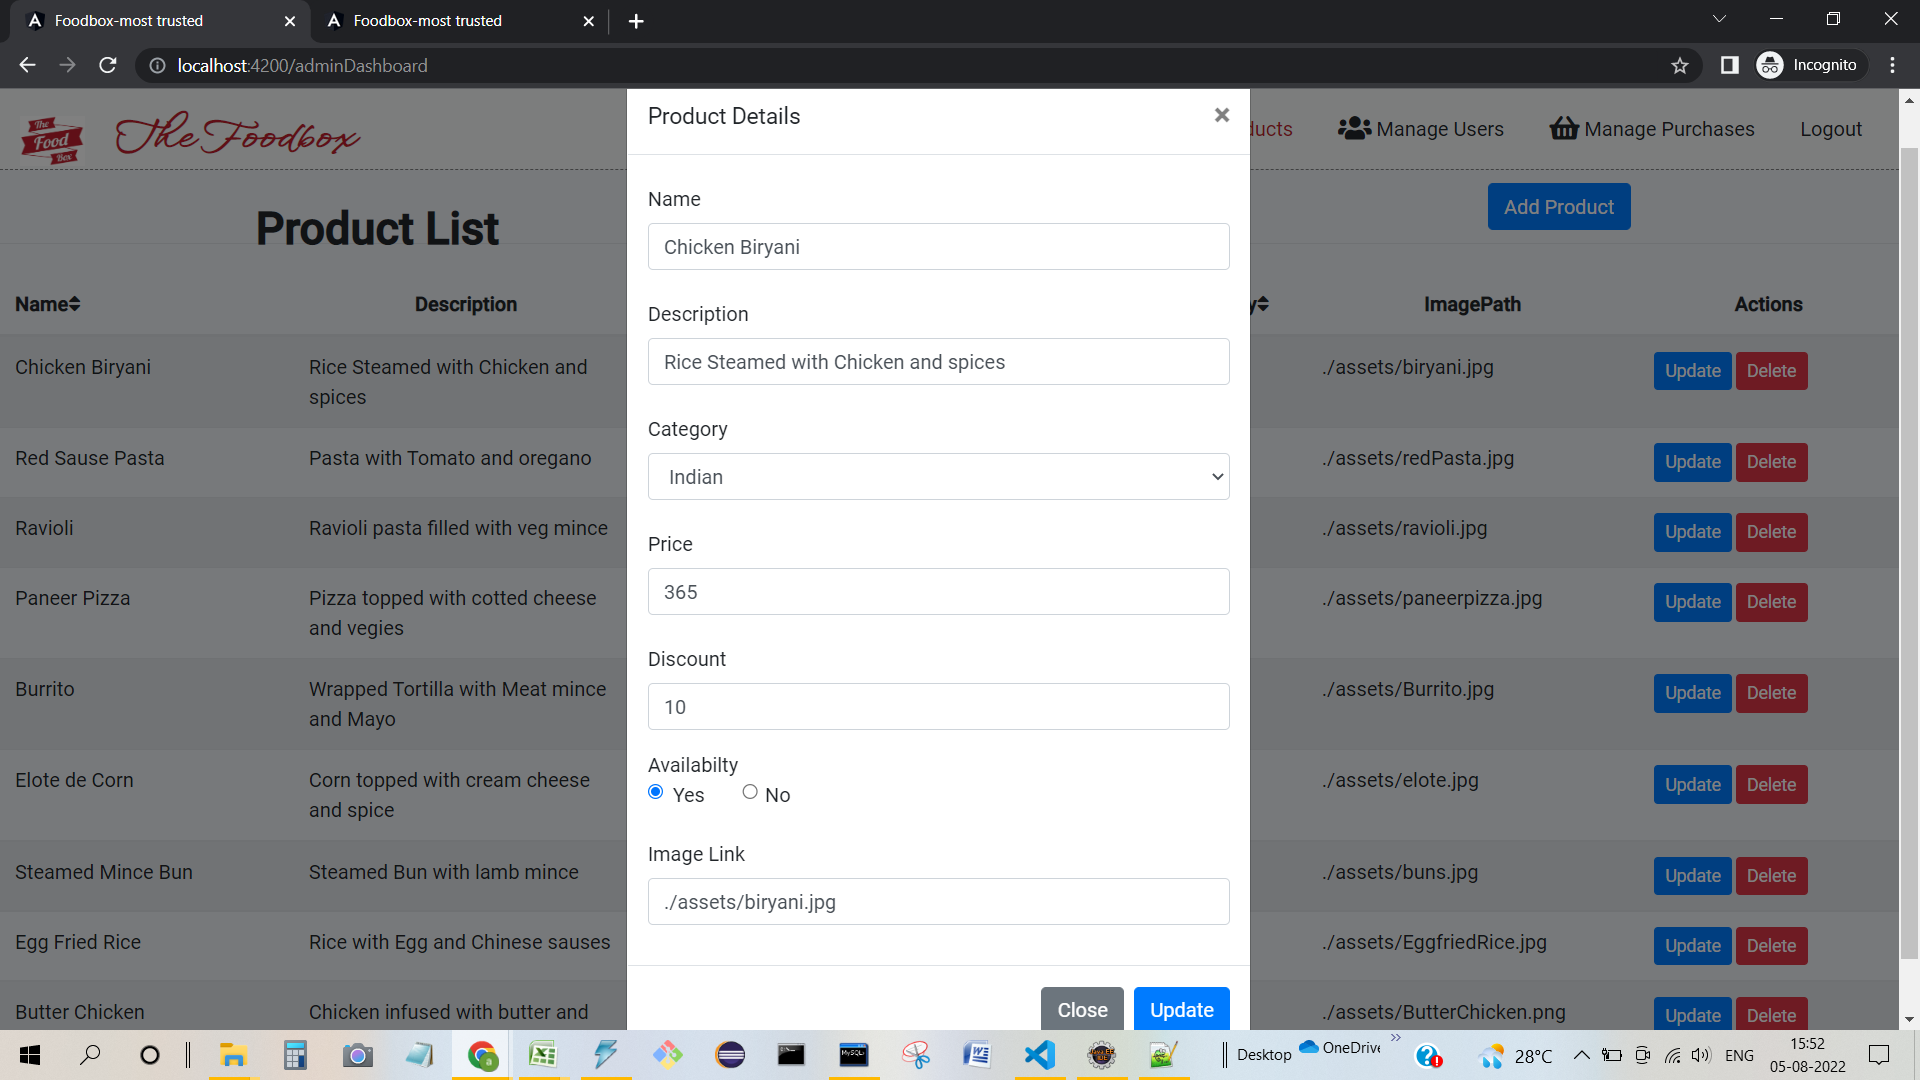 Foodbox-most trusted
Foodbox-most trusted
localhost:4200/adminDashboard
Incognito
The Food Box
The Foodbox
ducts
Manage Users
Manage Purchases
Logout
Product List
Add Product
Name
Description
y
ImagePath
Actions
Chicken Biryani
Rice Steamed with Chicken and
spices
./assets/biryani.jpg
Update
Delete
Red Sause Pasta
Pasta with Tomato and oregano
./assets/redPasta.jpg
Update
Delete
Ravioli
Ravioli pasta filled with veg mince
./assets/ravioli.jpg
Update
Delete
Paneer Pizza
Pizza topped with cotted cheese
and vegies
./assets/paneerpizza.jpg
Update
Delete
Burrito
Wrapped Tortilla with Meat mince
and Mayo
./assets/Burrito.jpg
Update
Delete
Elote de Corn
Corn topped with cream cheese
and spice
./assets/elote.jpg
Update
Delete
Steamed Mince Bun
Steamed Bun with lamb mince
./assets/buns.jpg
Update
Delete
Egg Fried Rice
Rice with Egg and Chinese sauses
./assets/EggfriedRice.jpg
Update
Delete
Butter Chicken
Chicken infused with butter and
./assets/ButterChicken.png
Update
Delete
Product Details
Name
Chicken Biryani
Description
Rice Steamed with Chicken and spices
Category
Indian
Price
365
Discount
10
Availabilty
Yes
No
Image Link
./assets/biryani.jpg
Close
Update
Desktop
OneDrive
28°C
ENG
15:52
05-08-2022